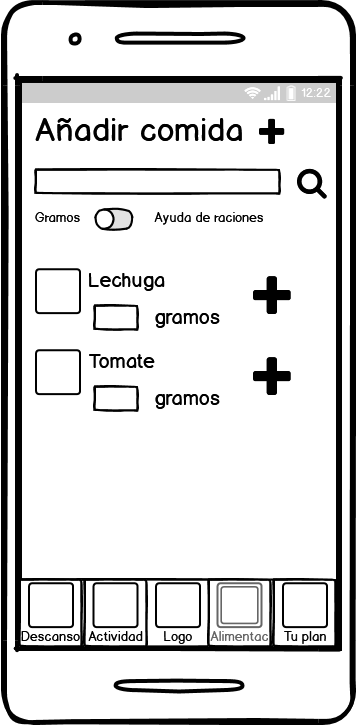 12:22
Añadir comida
Gramos Ayuda de raciones
Lechuga
gramos
Tomate
gramos
Descanso Actividad Logo Alimentac Tu plan